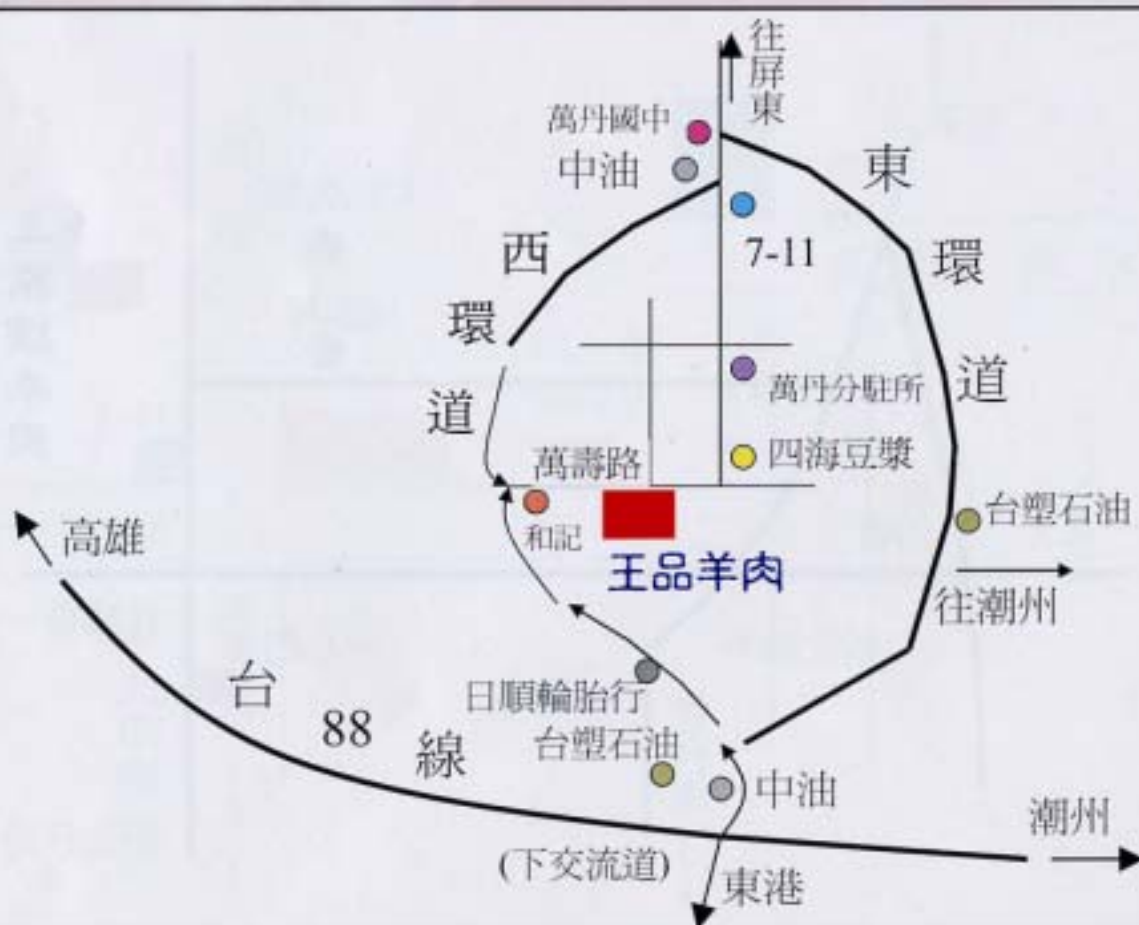 往屏東
萬丹國中
中油
東環道
7-11
西環道
萬丹分駐所
四海豆漿
萬壽路
和記
王品羊肉
台塑石油
往潮州
高雄
台88線
日順輪胎行
台塑石油
中油
潮州
(下交流道)
東港